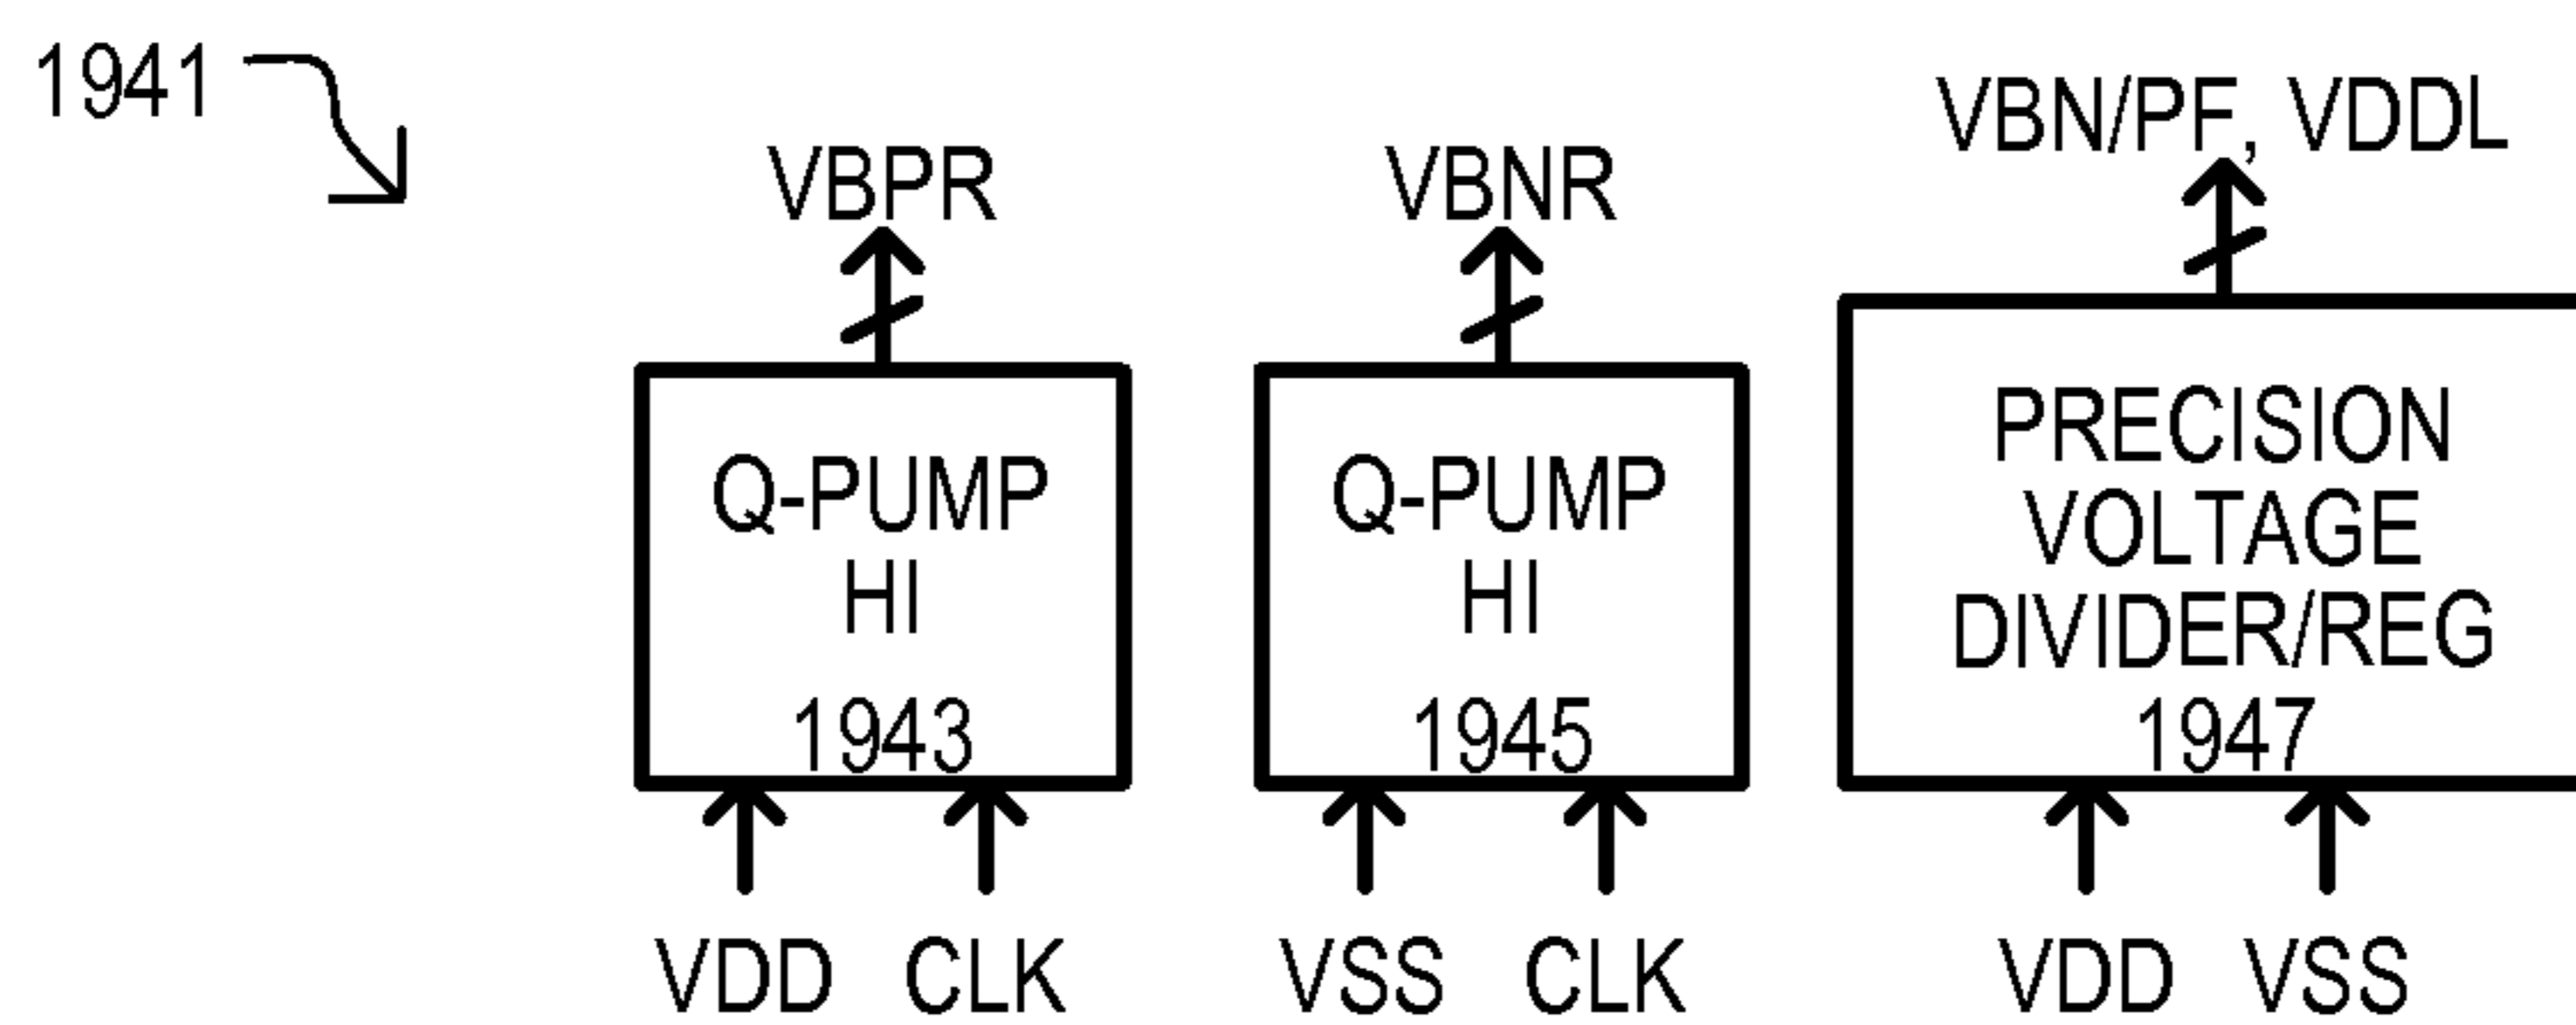 1941
VBPR
VBNR
VBN/PF, VDDL
Q-PUMP
HI
1943
Q-PUMP
HI
1945
PRECISION
VOLTAGE
DIVIDER/REG
1947
VDD CLK
VSS CLK
VDD VSS